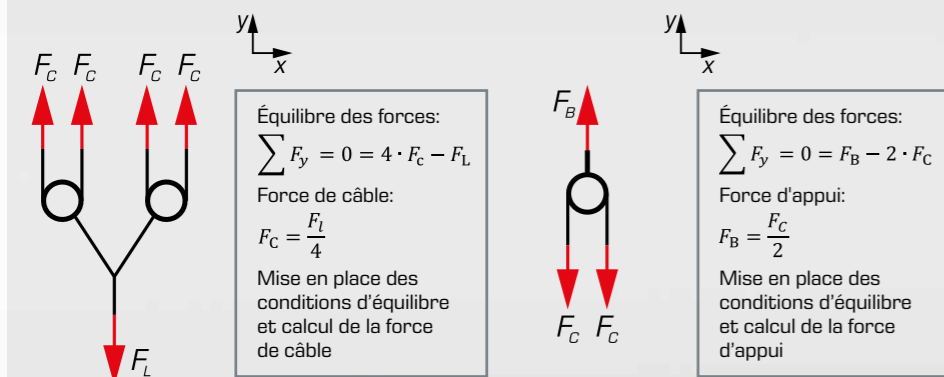 y
x
F_C F_C F_C F_C
F_L
Équilibre des forces:
∑ F_y = 0 = 4 · F_c − F_L
Force de câble:
F_C = F_l / 4
Mise en place des
conditions d'équilibre
et calcul de la force
de câble
y
x
F_B
F_C F_C
Équilibre des forces:
∑ F_y = 0 = F_B − 2 · F_C
Force d'appui:
F_B = F_C / 2
Mise en place des
conditions d'équilibre
et calcul de la force
d'appui